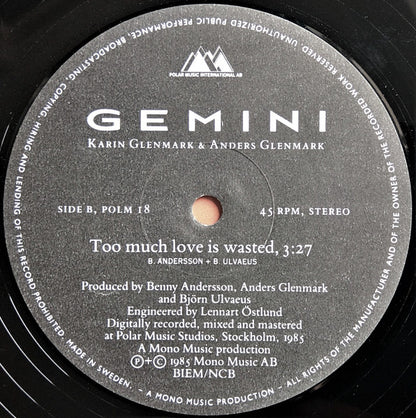 POLAR MUSIC INTERNATIONAL AB
GEMINI
KARIN GLENMARK & ANDERS GLENMARK
SIDE B, POLM 18
45 RPM, STEREO
Too much love is wasted, 3:27
B. ANDERSSON + B. ULVAEUS
Produced by Benny Andersson, Anders Glenmark
and Björn Ulvaeus
Engineered by Lennart Östlund
Digitally recorded, mixed and mastered
at Polar Music Studios, Stockholm, 1985
A Mono Music production
℗+© 1985 Mono Music AB
BIEM/NCB
MADE IN SWEDEN. – ALL RIGHTS OF THE MANUFACTURER AND OF THE OWNER OF THE RECORDED WORK RESERVED. UNAUTHORIZED PUBLIC PERFORMANCE, BROADCASTING, COPYING, HIRING AND LENDING OF THIS RECORD PROHIBITED.